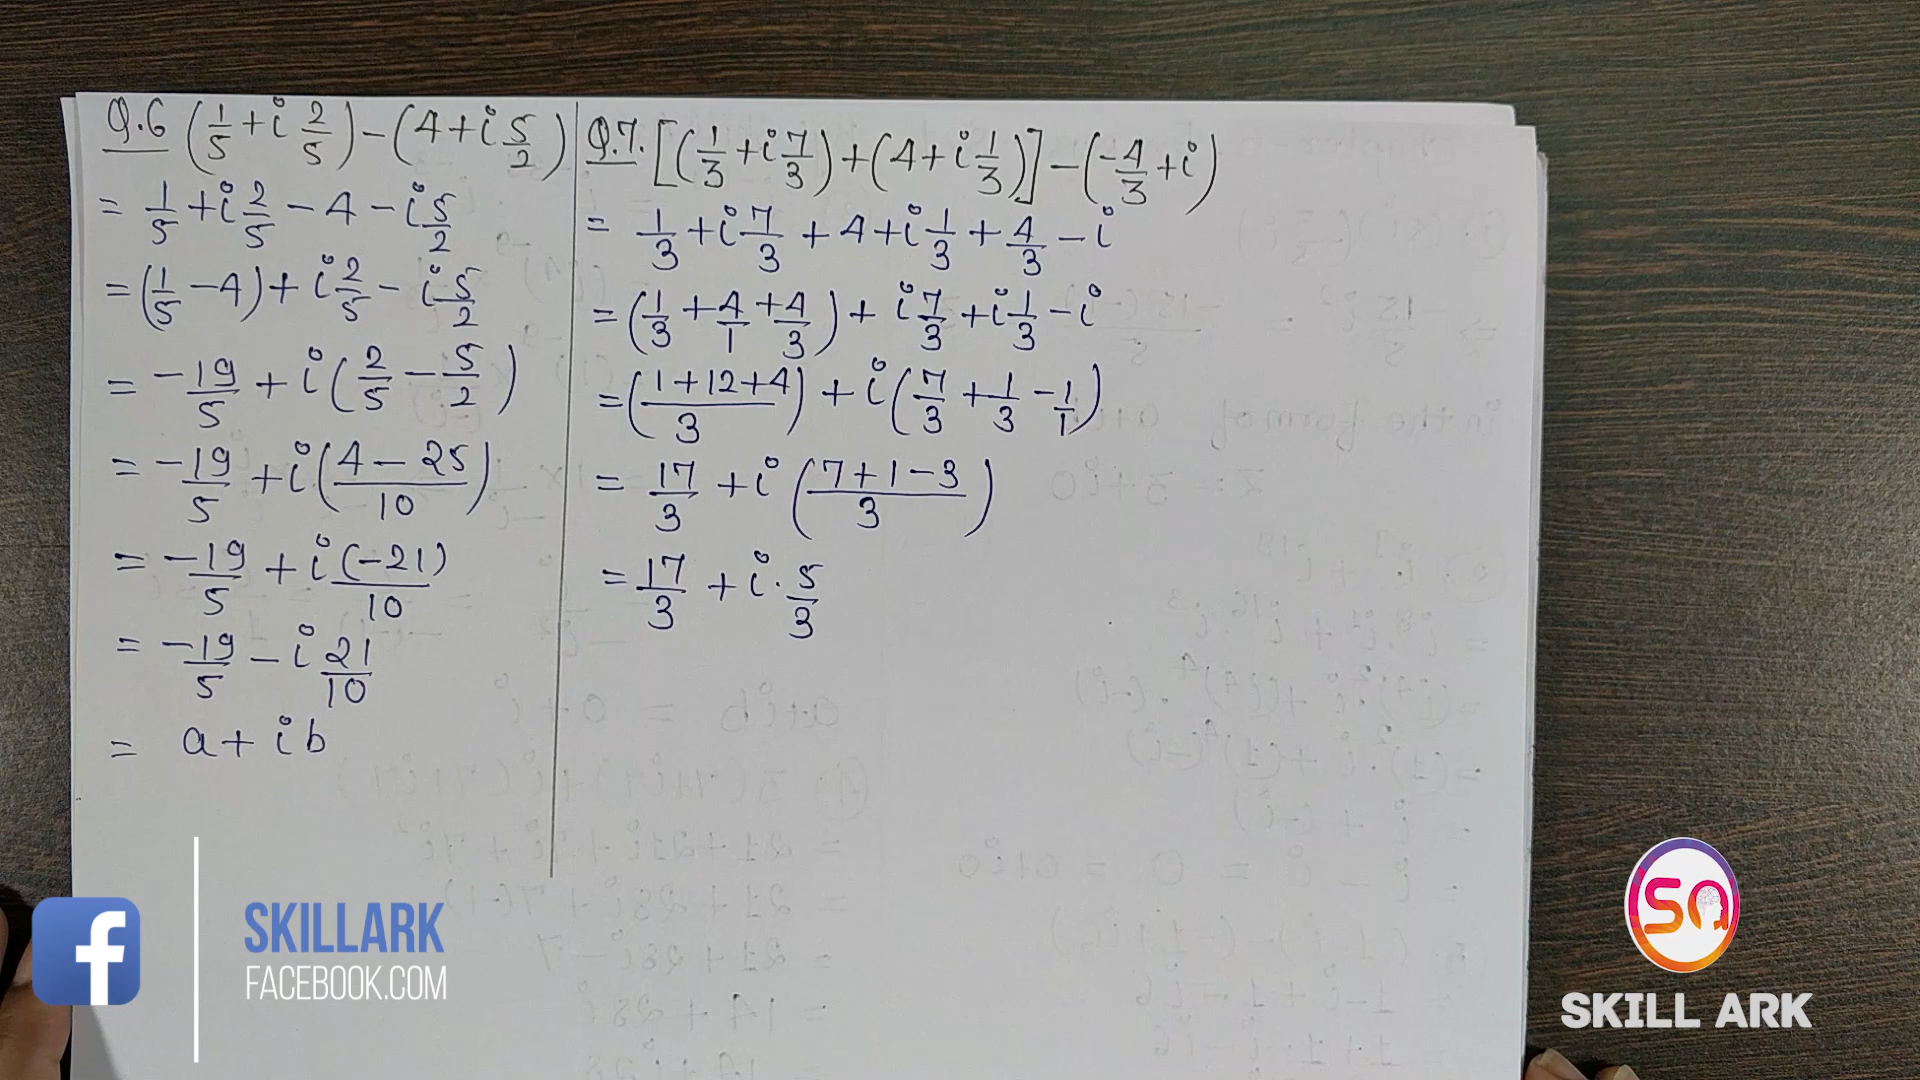 Q.6 (1/5 + i 2/5) - (4 + i 5/2)
= 1/5 + i 2/5 - 4 - i 5/2
= (1/5 - 4) + i 2/5 - i 5/2
= -19/5 + i (2/5 - 5/2)
= -19/5 + i (4 - 25/10)
= -19/5 + i (-21)/10
= -19/5 - i 21/10
= a + i b
Q.7. [(1/3 + i 7/3) + (4 + i 1/3)] - (-4/3 + i)
= 1/3 + i 7/3 + 4 + i 1/3 + 4/3 - i
= (1/3 + 4/1 + 4/3) + i 7/3 + i 1/3 - i
= (1 + 12 + 4/3) + i (7/3 + 1/3 - 1/1)
= 17/3 + i (7 + 1 - 3/3)
= 17/3 + i . 5/3
SKILLARK
FACEBOOK.COM
SKILL ARK